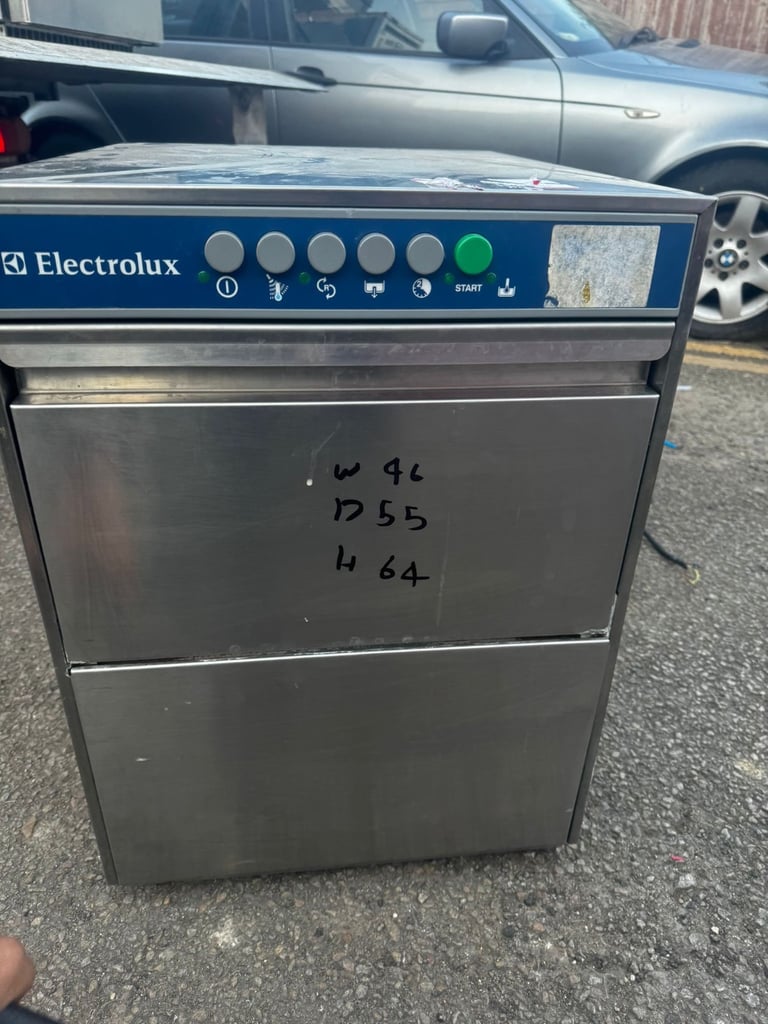 Electrolux
START
W 46
D 55
H 64